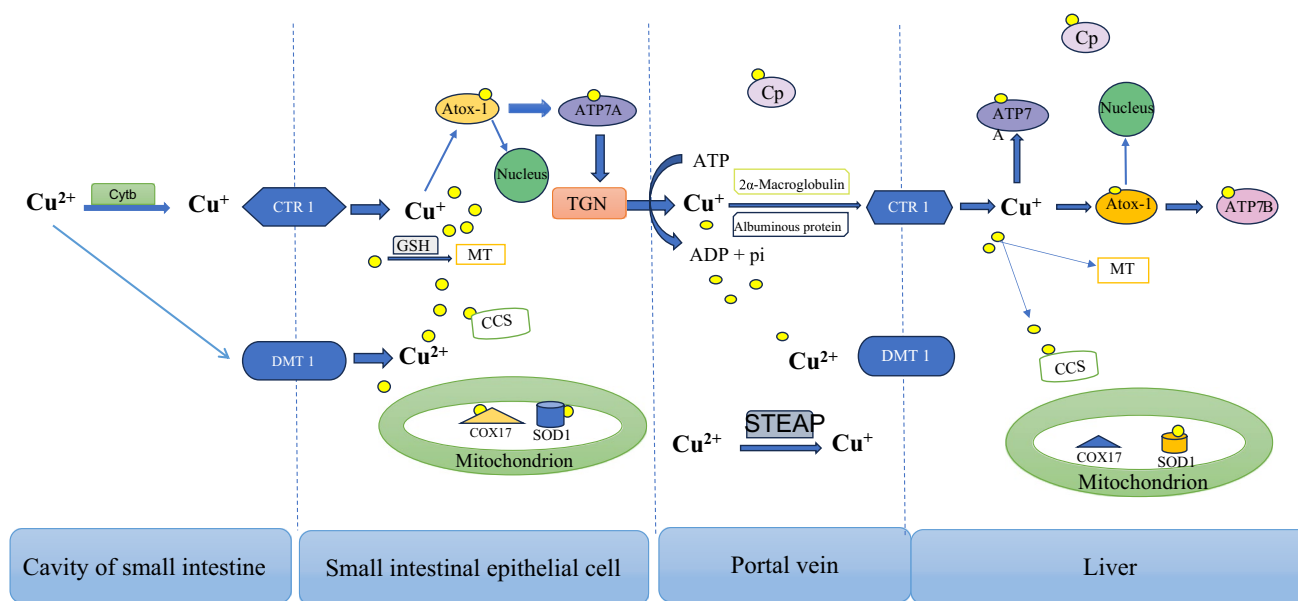 Cu²⁺
Cytb
Cu⁺
CTR 1
DMT 1
Atox-1
ATP7A
Nucleus
Cu⁺
GSH
MT
TGN
CCS
Cu²⁺
COX17
SOD1
Mitochondrion
Cp
ATP
Cu⁺
2α-Macroglobulin
Albuminous protein
ADP + pi
CTR 1
Cu²⁺
DMT 1
STEAP
Cu²⁺
Cu⁺
Cp
ATP7
A
Nucleus
Cu⁺
Atox-1
ATP7B
MT
CCS
COX17
SOD1
Mitochondrion
Cavity of small intestine
Small intestinal epithelial cell
Portal vein
Liver